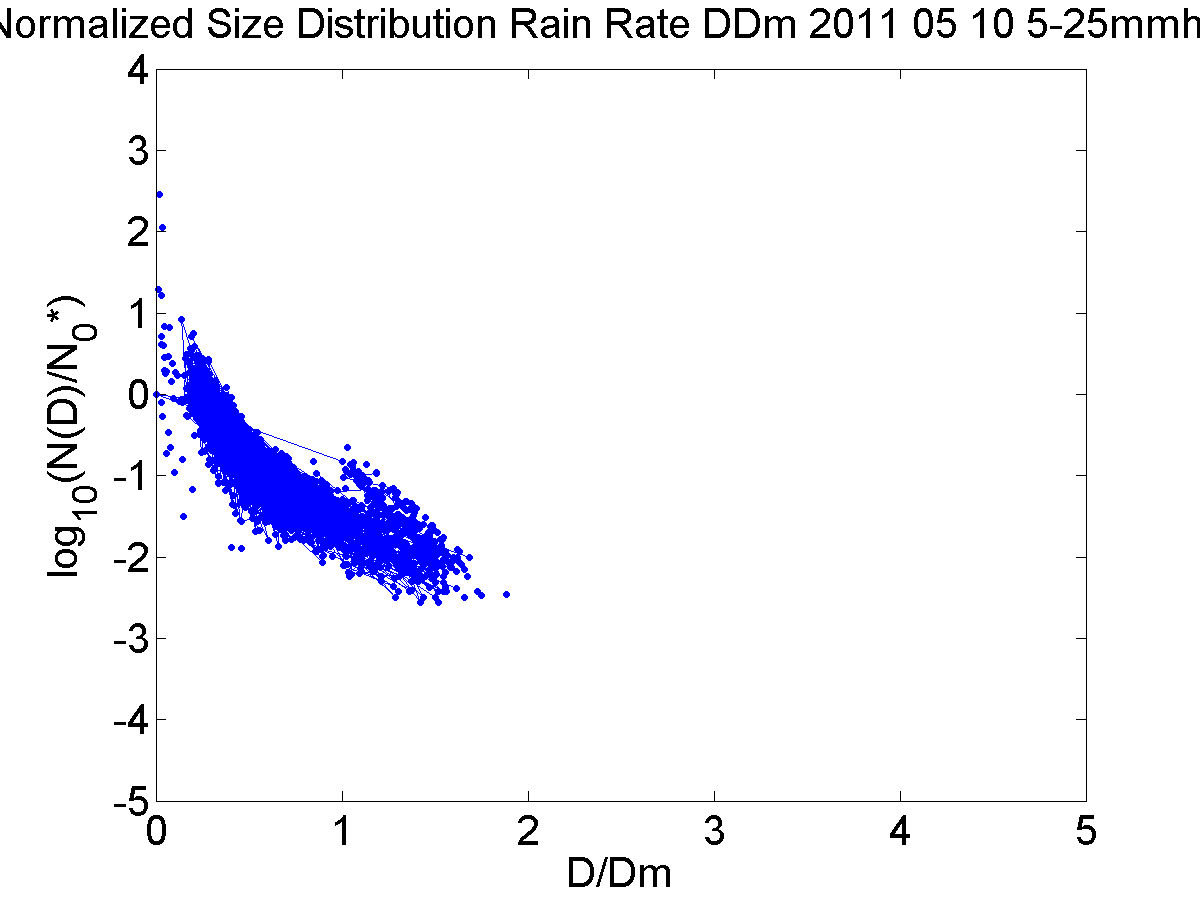 Normalized Size Distribution Rain Rate DDm 2011 05 10 5-25mmh
4
3
2
1
0
-1
-2
-3
-4
-5
log10(N(D)/N0*)
0 1 2 3 4 5
D/Dm